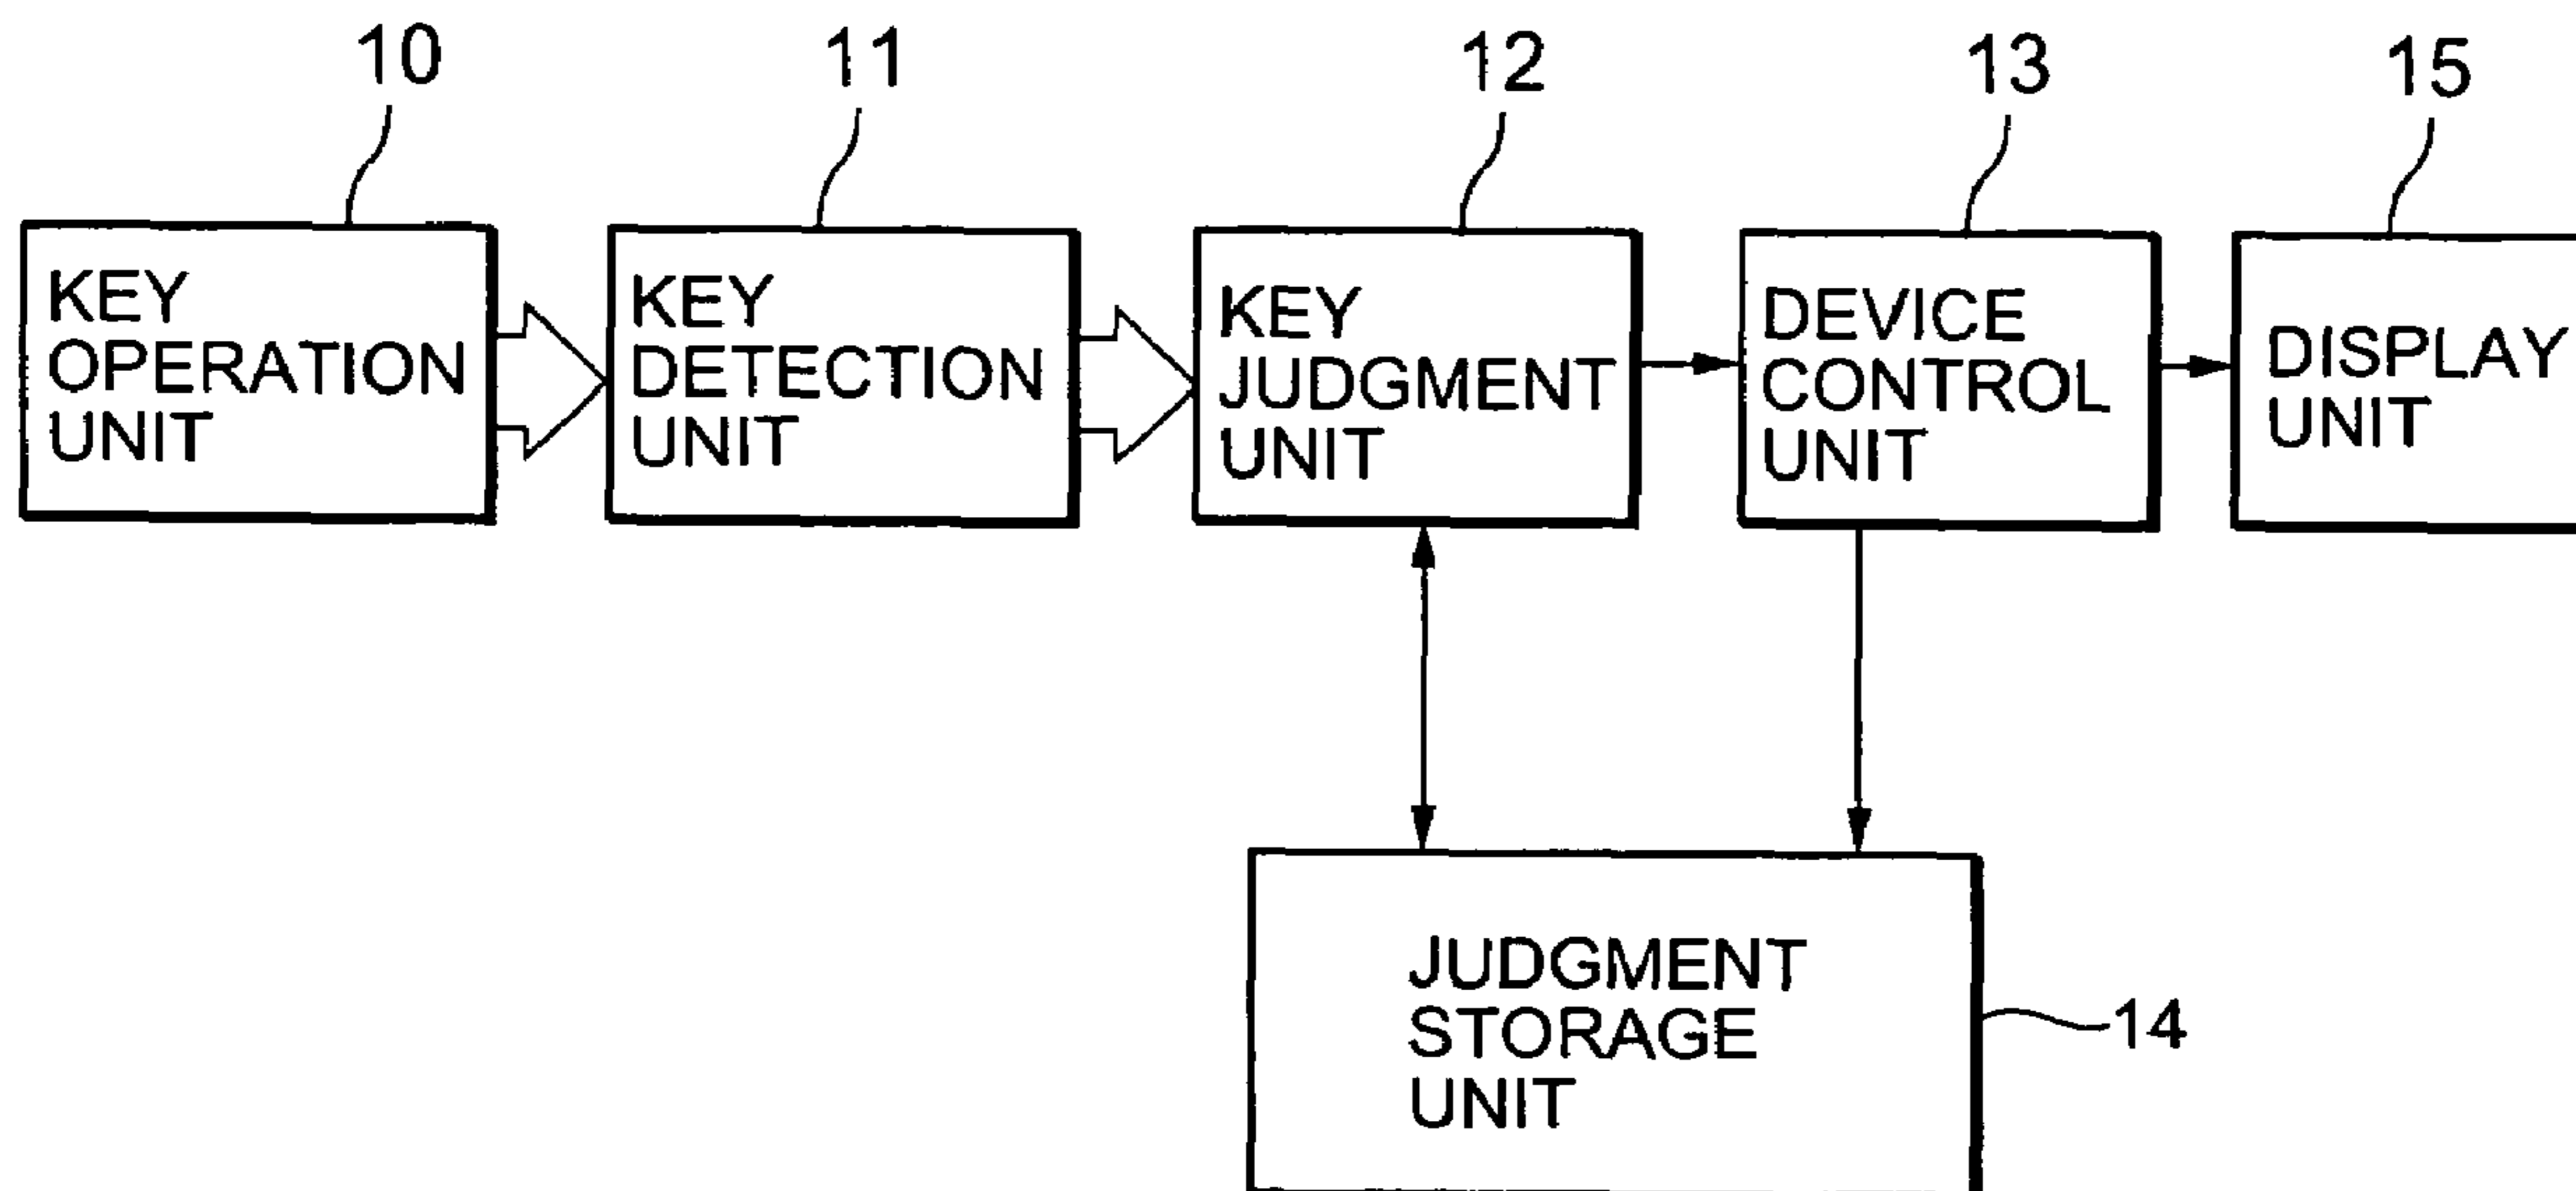 10
11
12
13
15
KEY
OPERATION
UNIT
KEY
DETECTION
UNIT
KEY
JUDGMENT
UNIT
DEVICE
CONTROL
UNIT
DISPLAY
UNIT
JUDGMENT
STORAGE
UNIT
14